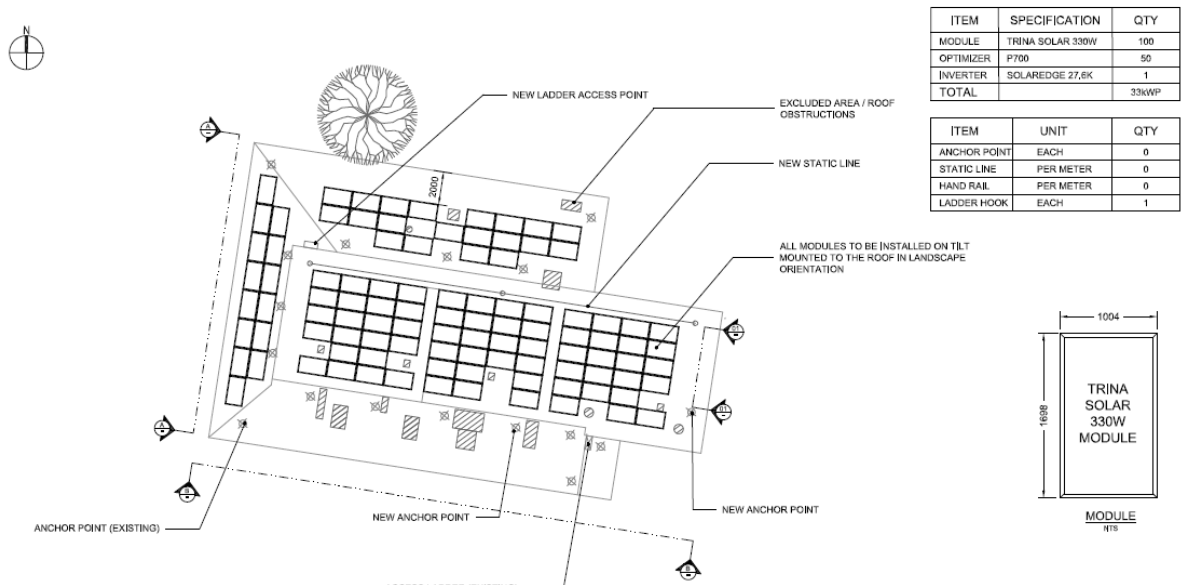 N
ITEM SPECIFICATION QTY
MODULE TRINA SOLAR 330W 100
OPTIMIZER P700 50
INVERTER SOLAREDGE 27,6K 1
TOTAL 33kWP
ITEM UNIT QTY
ANCHOR POINT EACH 0
STATIC LINE PER METER 0
HAND RAIL PER METER 0
LADDER HOOK EACH 1
NEW LADDER ACCESS POINT
EXCLUDED AREA / ROOF
OBSTRUCTIONS
A
NEW STATIC LINE
2000
ALL MODULES TO BE INSTALLED ON TILT
MOUNTED TO THE ROOF IN LANDSCAPE
ORIENTATION
01
1004
1698
TRINA
SOLAR
330W
MODULE
MODULE
NTS
01
A
B
ANCHOR POINT (EXISTING)
NEW ANCHOR POINT
NEW ANCHOR POINT
B